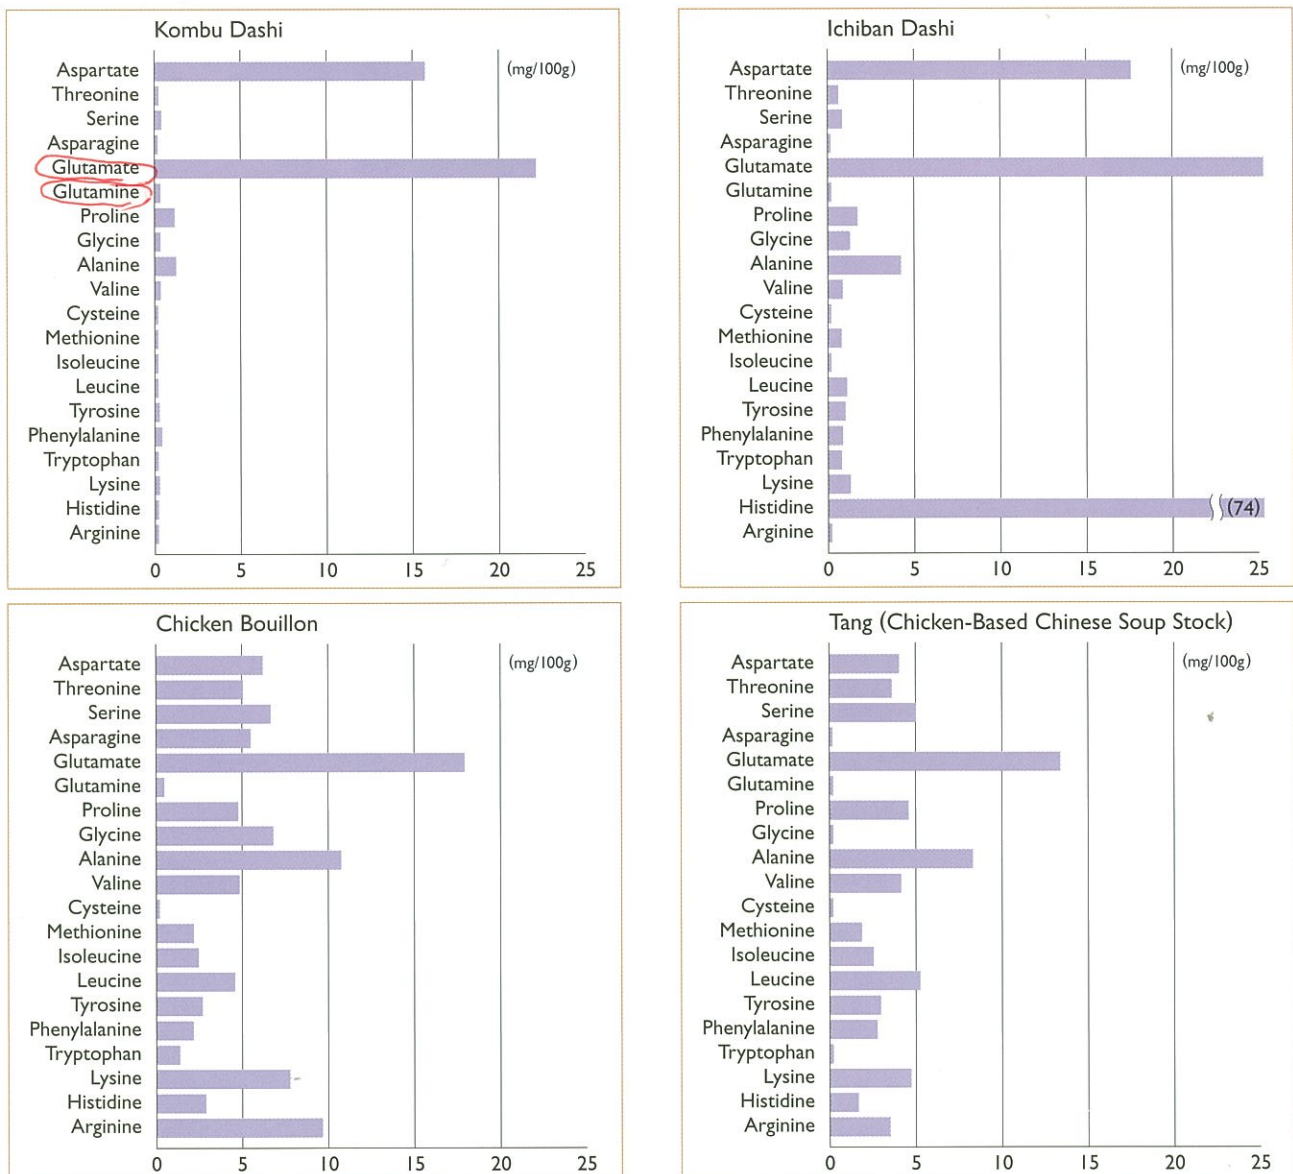 Kombu Dashi
(mg/100g)
Aspartate
Threonine
Serine
Asparagine
Glutamate
Glutamine
Proline
Glycine
Alanine
Valine
Cysteine
Methionine
Isoleucine
Leucine
Tyrosine
Phenylalanine
Tryptophan
Lysine
Histidine
Arginine
0 5 10 15 20 25
Ichiban Dashi
(mg/100g)
Aspartate
Threonine
Serine
Asparagine
Glutamate
Glutamine
Proline
Glycine
Alanine
Valine
Cysteine
Methionine
Isoleucine
Leucine
Tyrosine
Phenylalanine
Tryptophan
Lysine
Histidine (74)
Arginine
0 5 10 15 20 25
Chicken Bouillon
(mg/100g)
Aspartate
Threonine
Serine
Asparagine
Glutamate
Glutamine
Proline
Glycine
Alanine
Valine
Cysteine
Methionine
Isoleucine
Leucine
Tyrosine
Phenylalanine
Tryptophan
Lysine
Histidine
Arginine
0 5 10 15 20 25
Tang (Chicken-Based Chinese Soup Stock)
(mg/100g)
Aspartate
Threonine
Serine
Asparagine
Glutamate
Glutamine
Proline
Glycine
Alanine
Valine
Cysteine
Methionine
Isoleucine
Leucine
Tyrosine
Phenylalanine
Tryptophan
Lysine
Histidine
Arginine
0 5 10 15 20 25